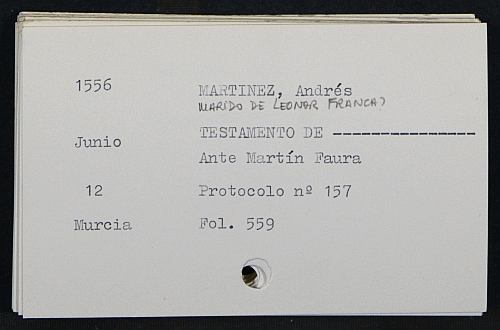 1556
MARTINEZ, Andrés
MARIDO DE LEONOR FRANCA)
Junio
TESTAMENTO DE ----------------
Ante Martín Faura
12
Protocolo nº 157
Murcia
Fol. 559